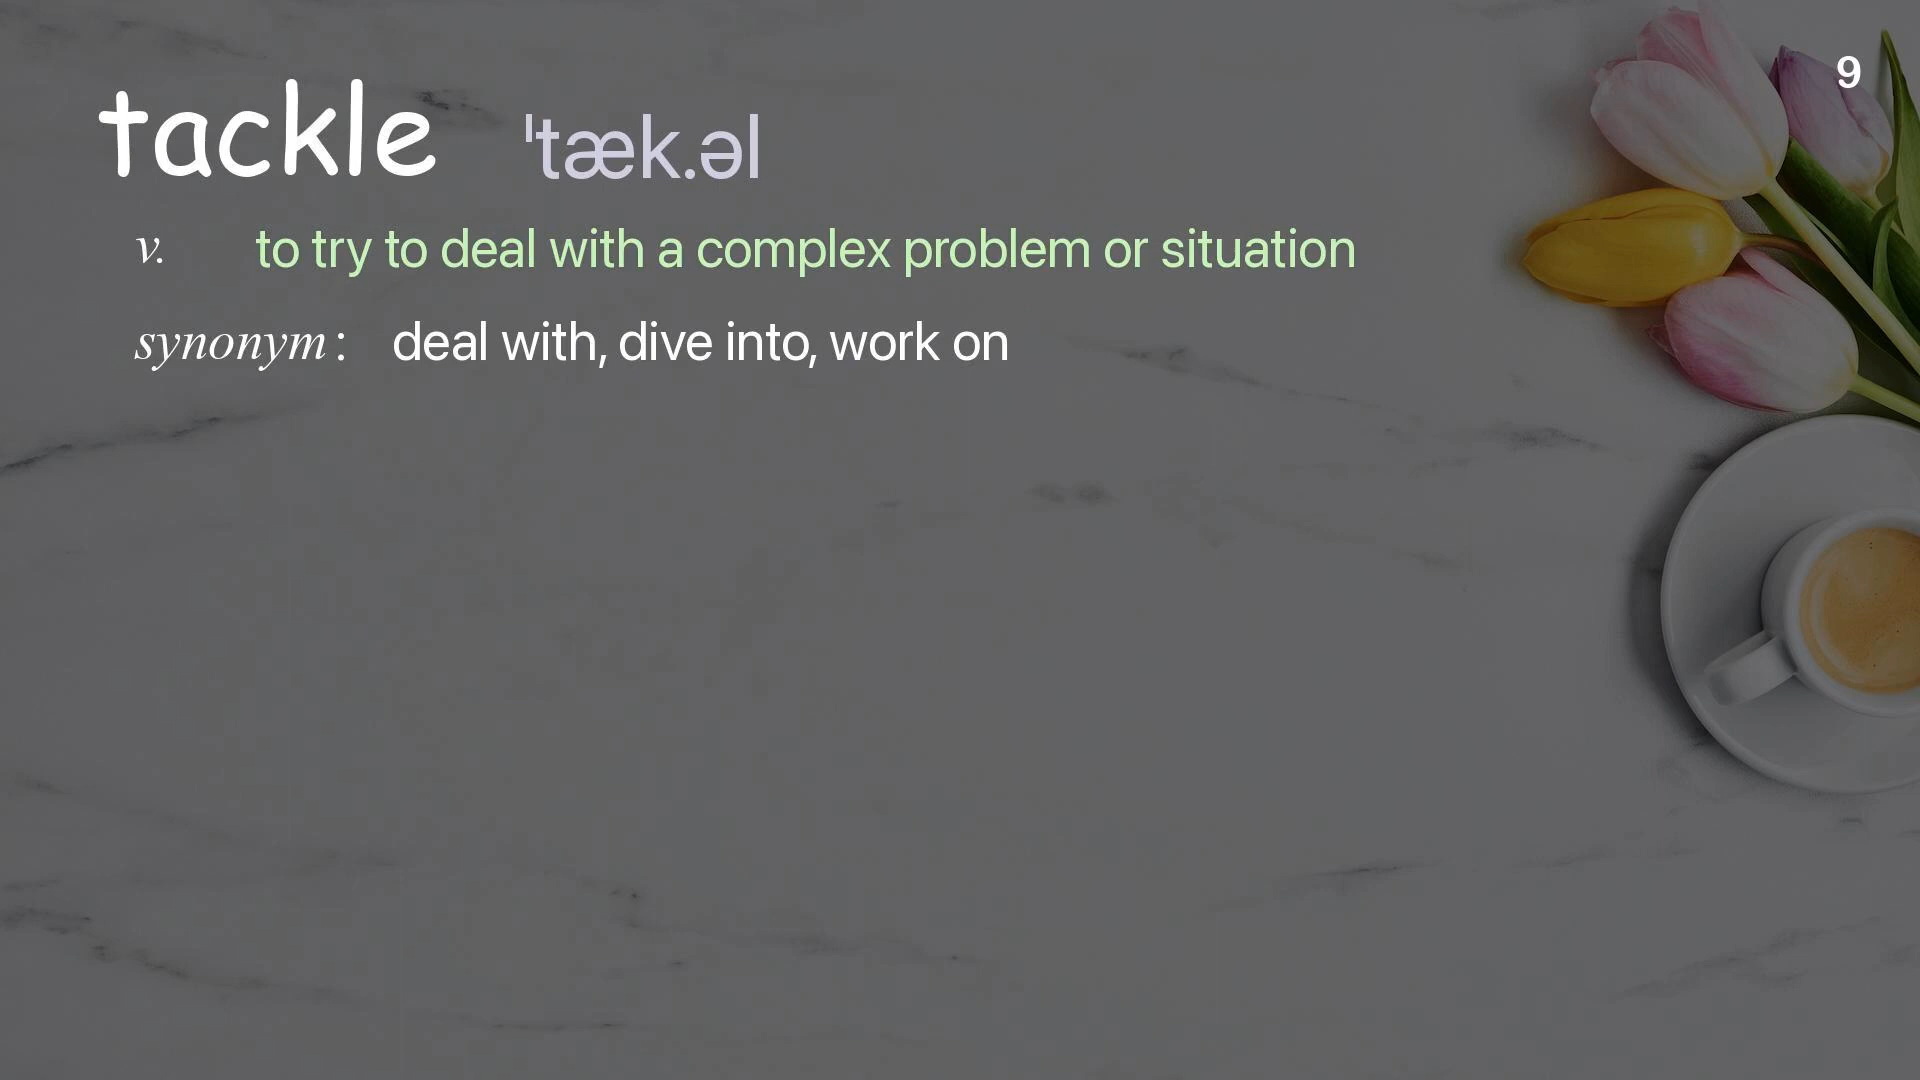 9
tackle ˈtæk.əl
v. to try to deal with a complex problem or situation
synonym : deal with, dive into, work on